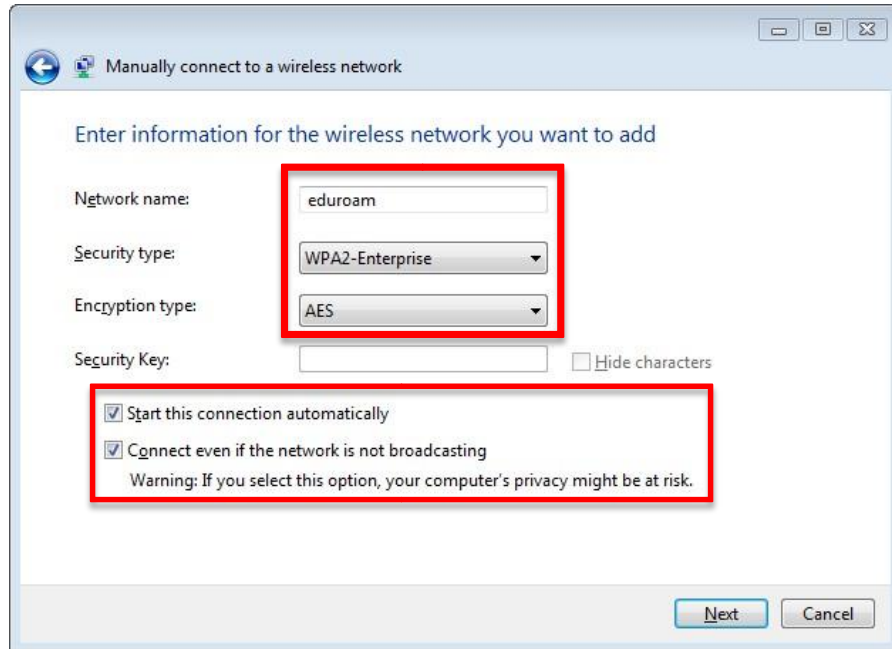 Manually connect to a wireless network
Enter information for the wireless network you want to add
Network name: eduroam
Security type: WPA2-Enterprise
Encryption type: AES
Security Key: Hide characters
Start this connection automatically
Connect even if the network is not broadcasting
Warning: If you select this option, your computer's privacy might be at risk.
Next Cancel